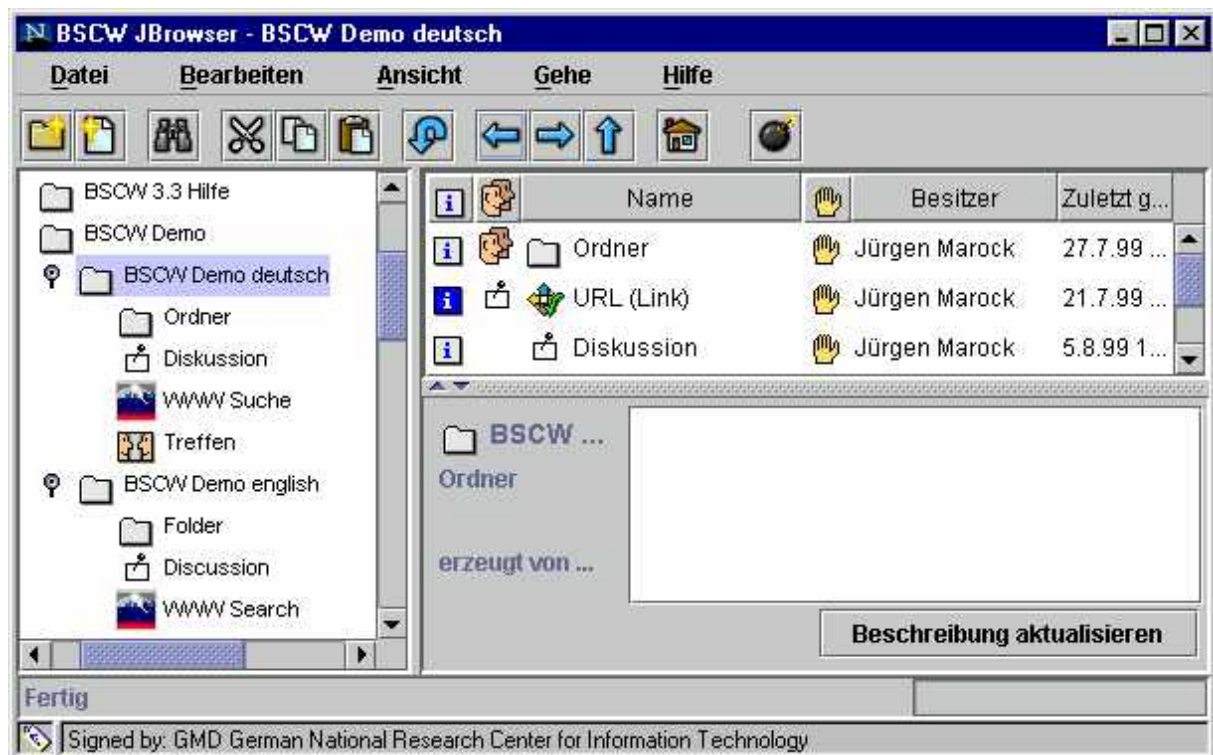 BSCW JBrowser - BSCW Demo deutsch
Datei Bearbeiten Ansicht Gehe Hilfe
BSCW 3.3 Hilfe
BSCW Demo
BSCW Demo deutsch
Ordner
Diskussion
WWW Suche
Treffen
BSCW Demo english
Folder
Discussion
WWW Search
Name Besitzer Zuletzt g...
Ordner Jürgen Marock 27.7.99 ...
URL (Link) Jürgen Marock 21.7.99 ...
Diskussion Jürgen Marock 5.8.99 1...
BSCW ...
Ordner
erzeugt von ...
Beschreibung aktualisieren
Fertig
Signed by: GMD German National Research Center for Information Technology